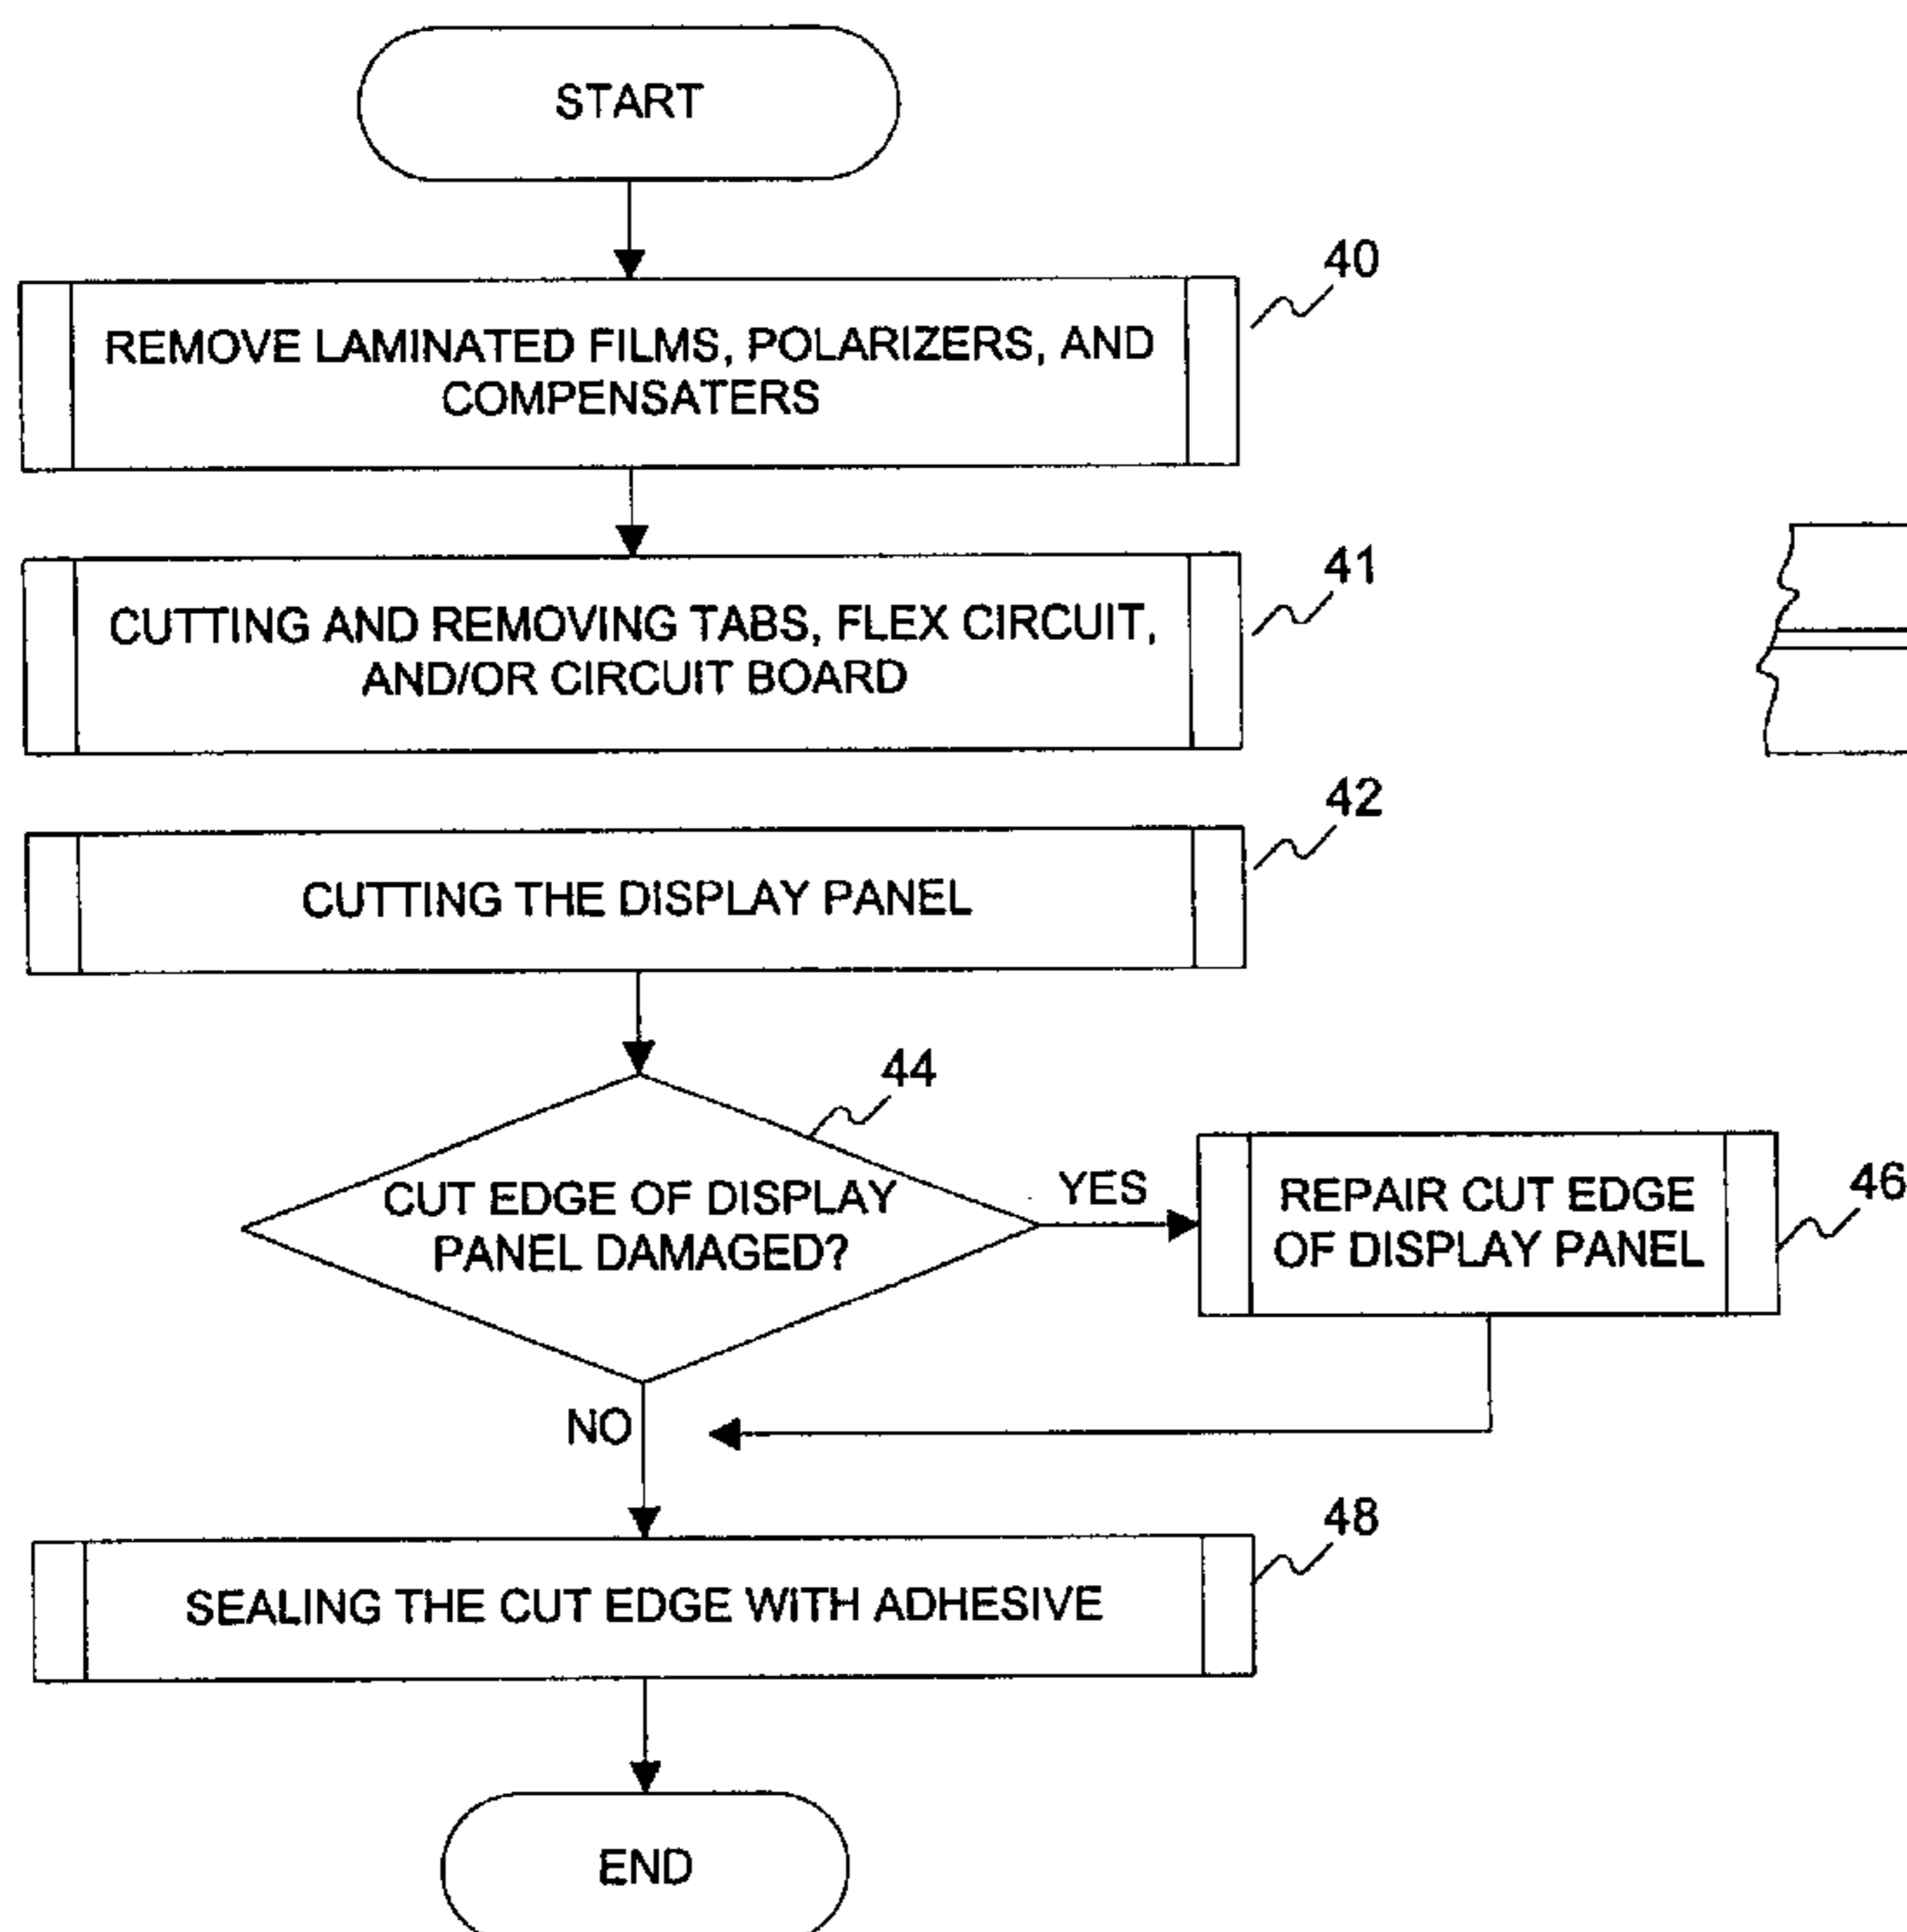 START
40
REMOVE LAMINATED FILMS, POLARIZERS, AND
COMPENSATERS
41
CUTTING AND REMOVING TABS, FLEX CIRCUIT,
AND/OR CIRCUIT BOARD
42
CUTTING THE DISPLAY PANEL
44
CUT EDGE OF DISPLAY
PANEL DAMAGED?
YES
REPAIR CUT EDGE
OF DISPLAY PANEL
46
NO
48
SEALING THE CUT EDGE WITH ADHESIVE
END